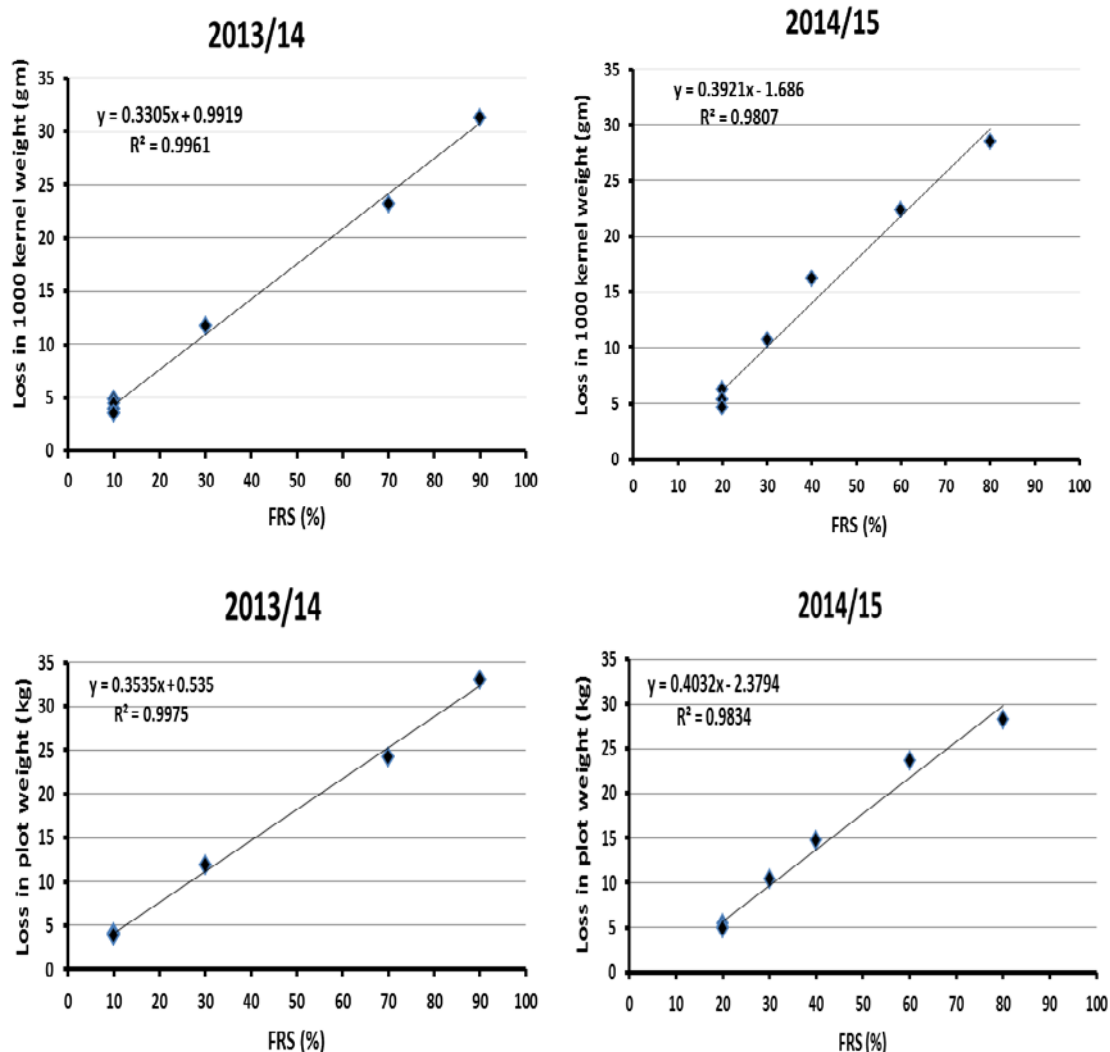 2013/14
y = 0.3305x + 0.9919
R² = 0.9961
Loss in 1000 kernel weight (gm)
35
30
25
20
15
10
5
0
0 10 20 30 40 50 60 70 80 90 100
FRS (%)
2014/15
y = 0.3921x - 1.686
R² = 0.9807
Loss in 1000 kernel weight (gm)
35
30
25
20
15
10
5
0
0 10 20 30 40 50 60 70 80 90 100
FRS (%)
2013/14
y = 0.3535x + 0.535
R² = 0.9975
Loss in plot weight (kg)
35
30
25
20
15
10
5
0
0 10 20 30 40 50 60 70 80 90 100
FRS (%)
2014/15
y = 0.4032x - 2.3794
R² = 0.9834
Loss in plot weight (kg)
35
30
25
20
15
10
5
0
0 10 20 30 40 50 60 70 80 90 100
FRS (%)